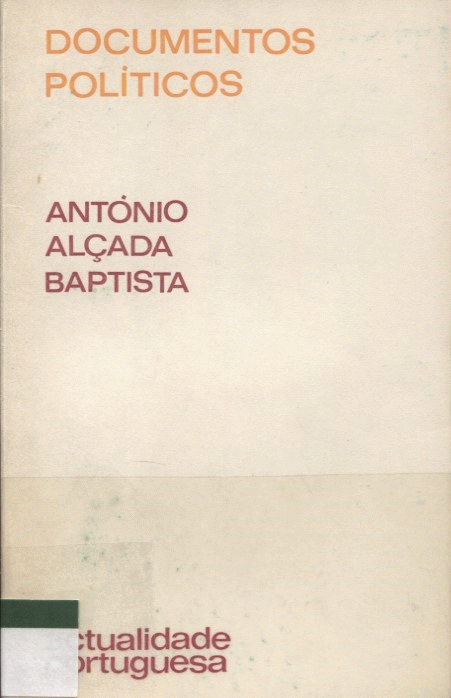 DOCUMENTOS
POLÍTICOS
ANTÓNIO
ALÇADA
BAPTISTA
ctualidade
ortuguesa